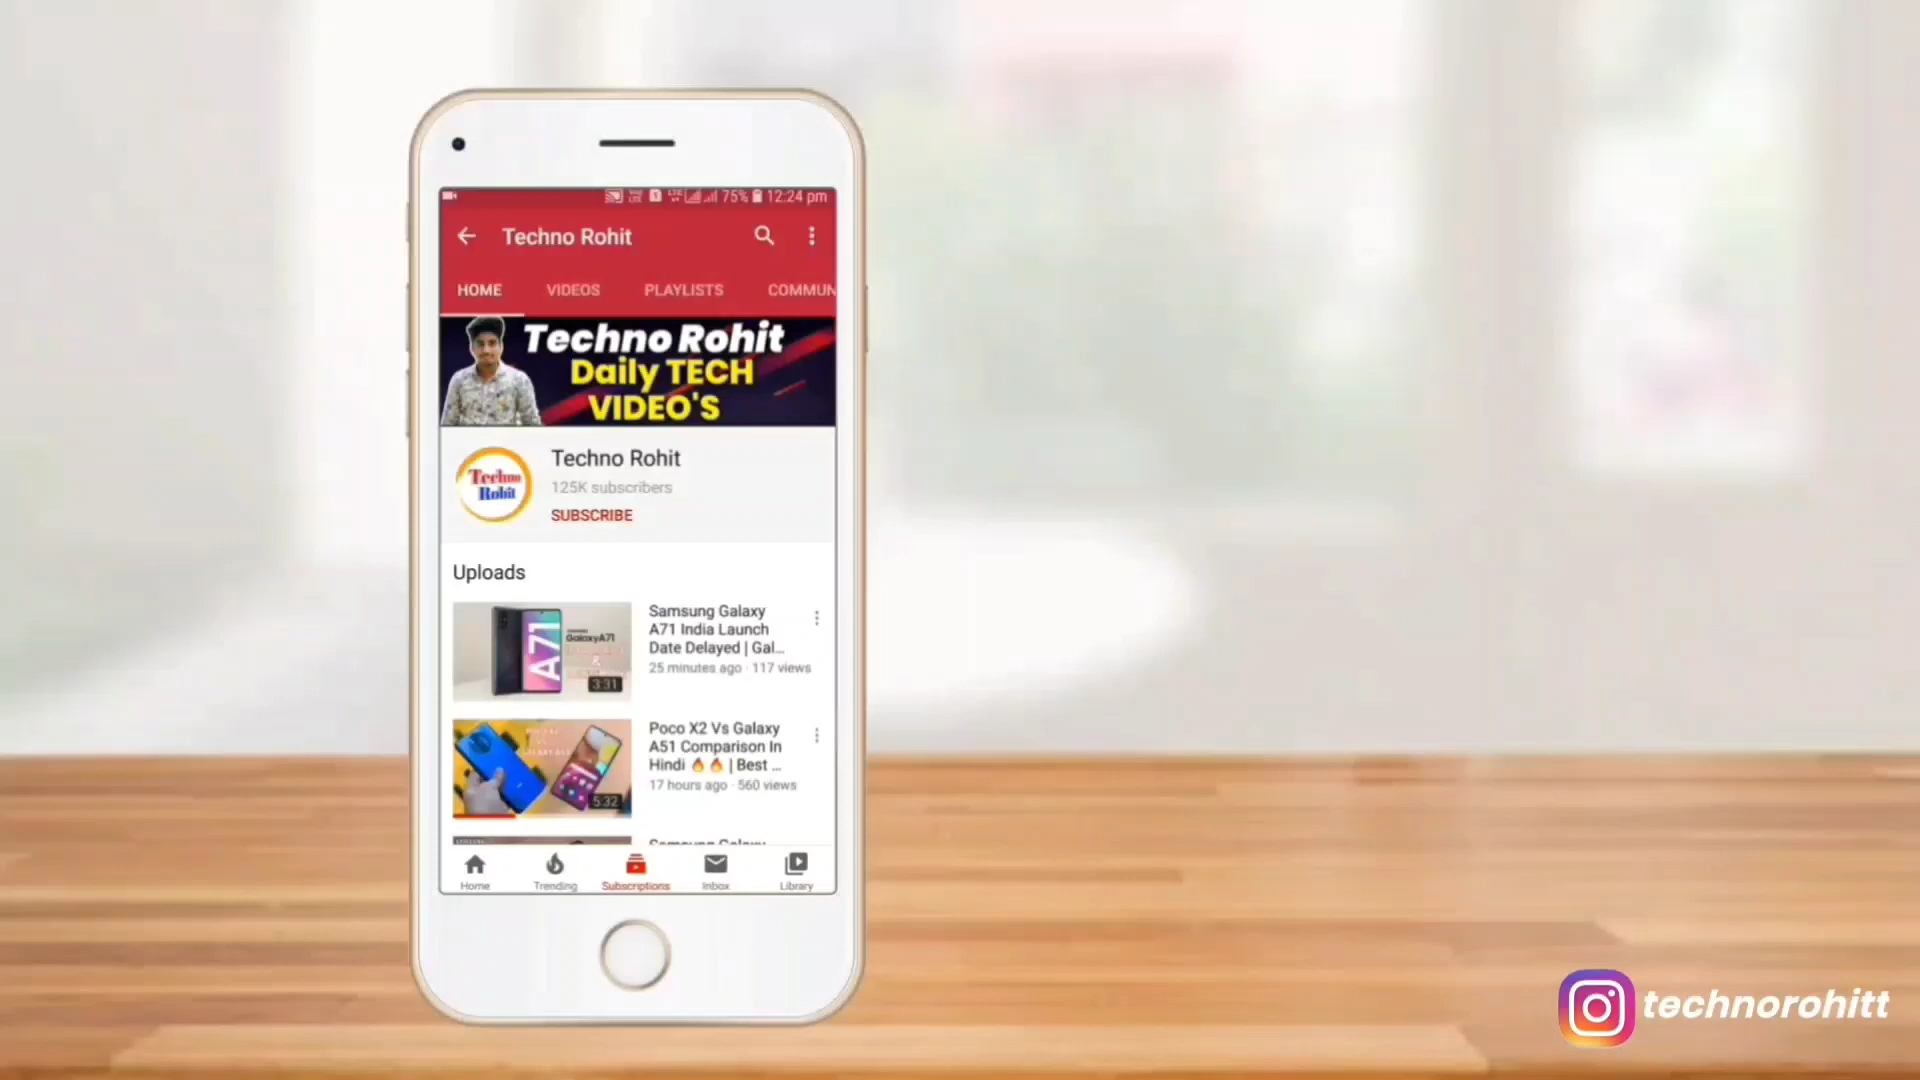 75% 12:24 pm
Techno Rohit
HOME VIDEOS PLAYLISTS COMMUN
Techno Rohit
Daily TECH
VIDEO'S
Techno
Rohit
Techno Rohit
125K subscribers
SUBSCRIBE
Uploads
GalaxyA71
A71
&
3:31
Samsung Galaxy
A71 India Launch
Date Delayed | Gal...
25 minutes ago · 117 views
5:32
Poco X2 Vs Galaxy
A51 Comparison In
Hindi 🔥🔥 | Best ...
17 hours ago · 560 views
Samsung Galaxy
Home Trending Subscriptions Inbox Library
technorohitt